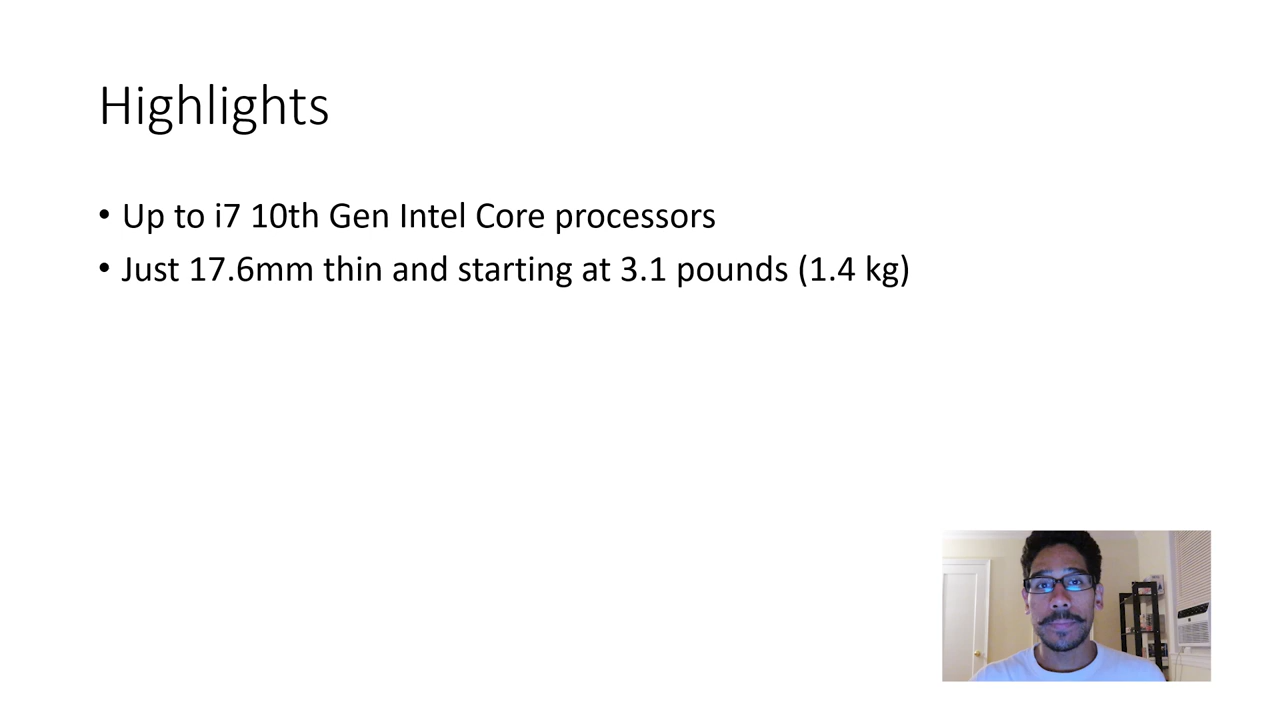 Highlights
• Up to i7 10th Gen Intel Core processors
• Just 17.6mm thin and starting at 3.1 pounds (1.4 kg)